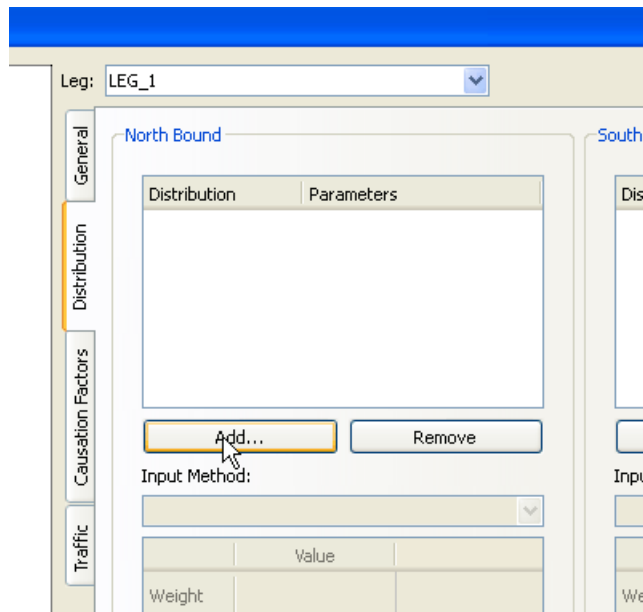 Leg: LEG_1
General
Distribution
Causation Factors
Traffic
North Bound
Distribution Parameters
Add... Remove
Input Method:
Value
Weight
South
Dis
Inpu
We